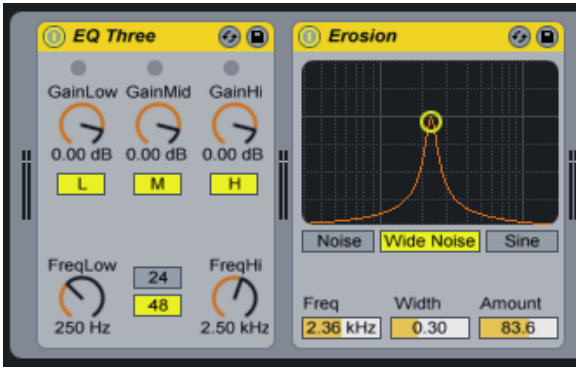 EQ Three
GainLow GainMid GainHi
0.00 dB 0.00 dB 0.00 dB
L M H
FreqLow FreqHi
24
48
250 Hz 2.50 kHz
Erosion
Noise Wide Noise Sine
Freq Width Amount
2.36 kHz 0.30 83.6